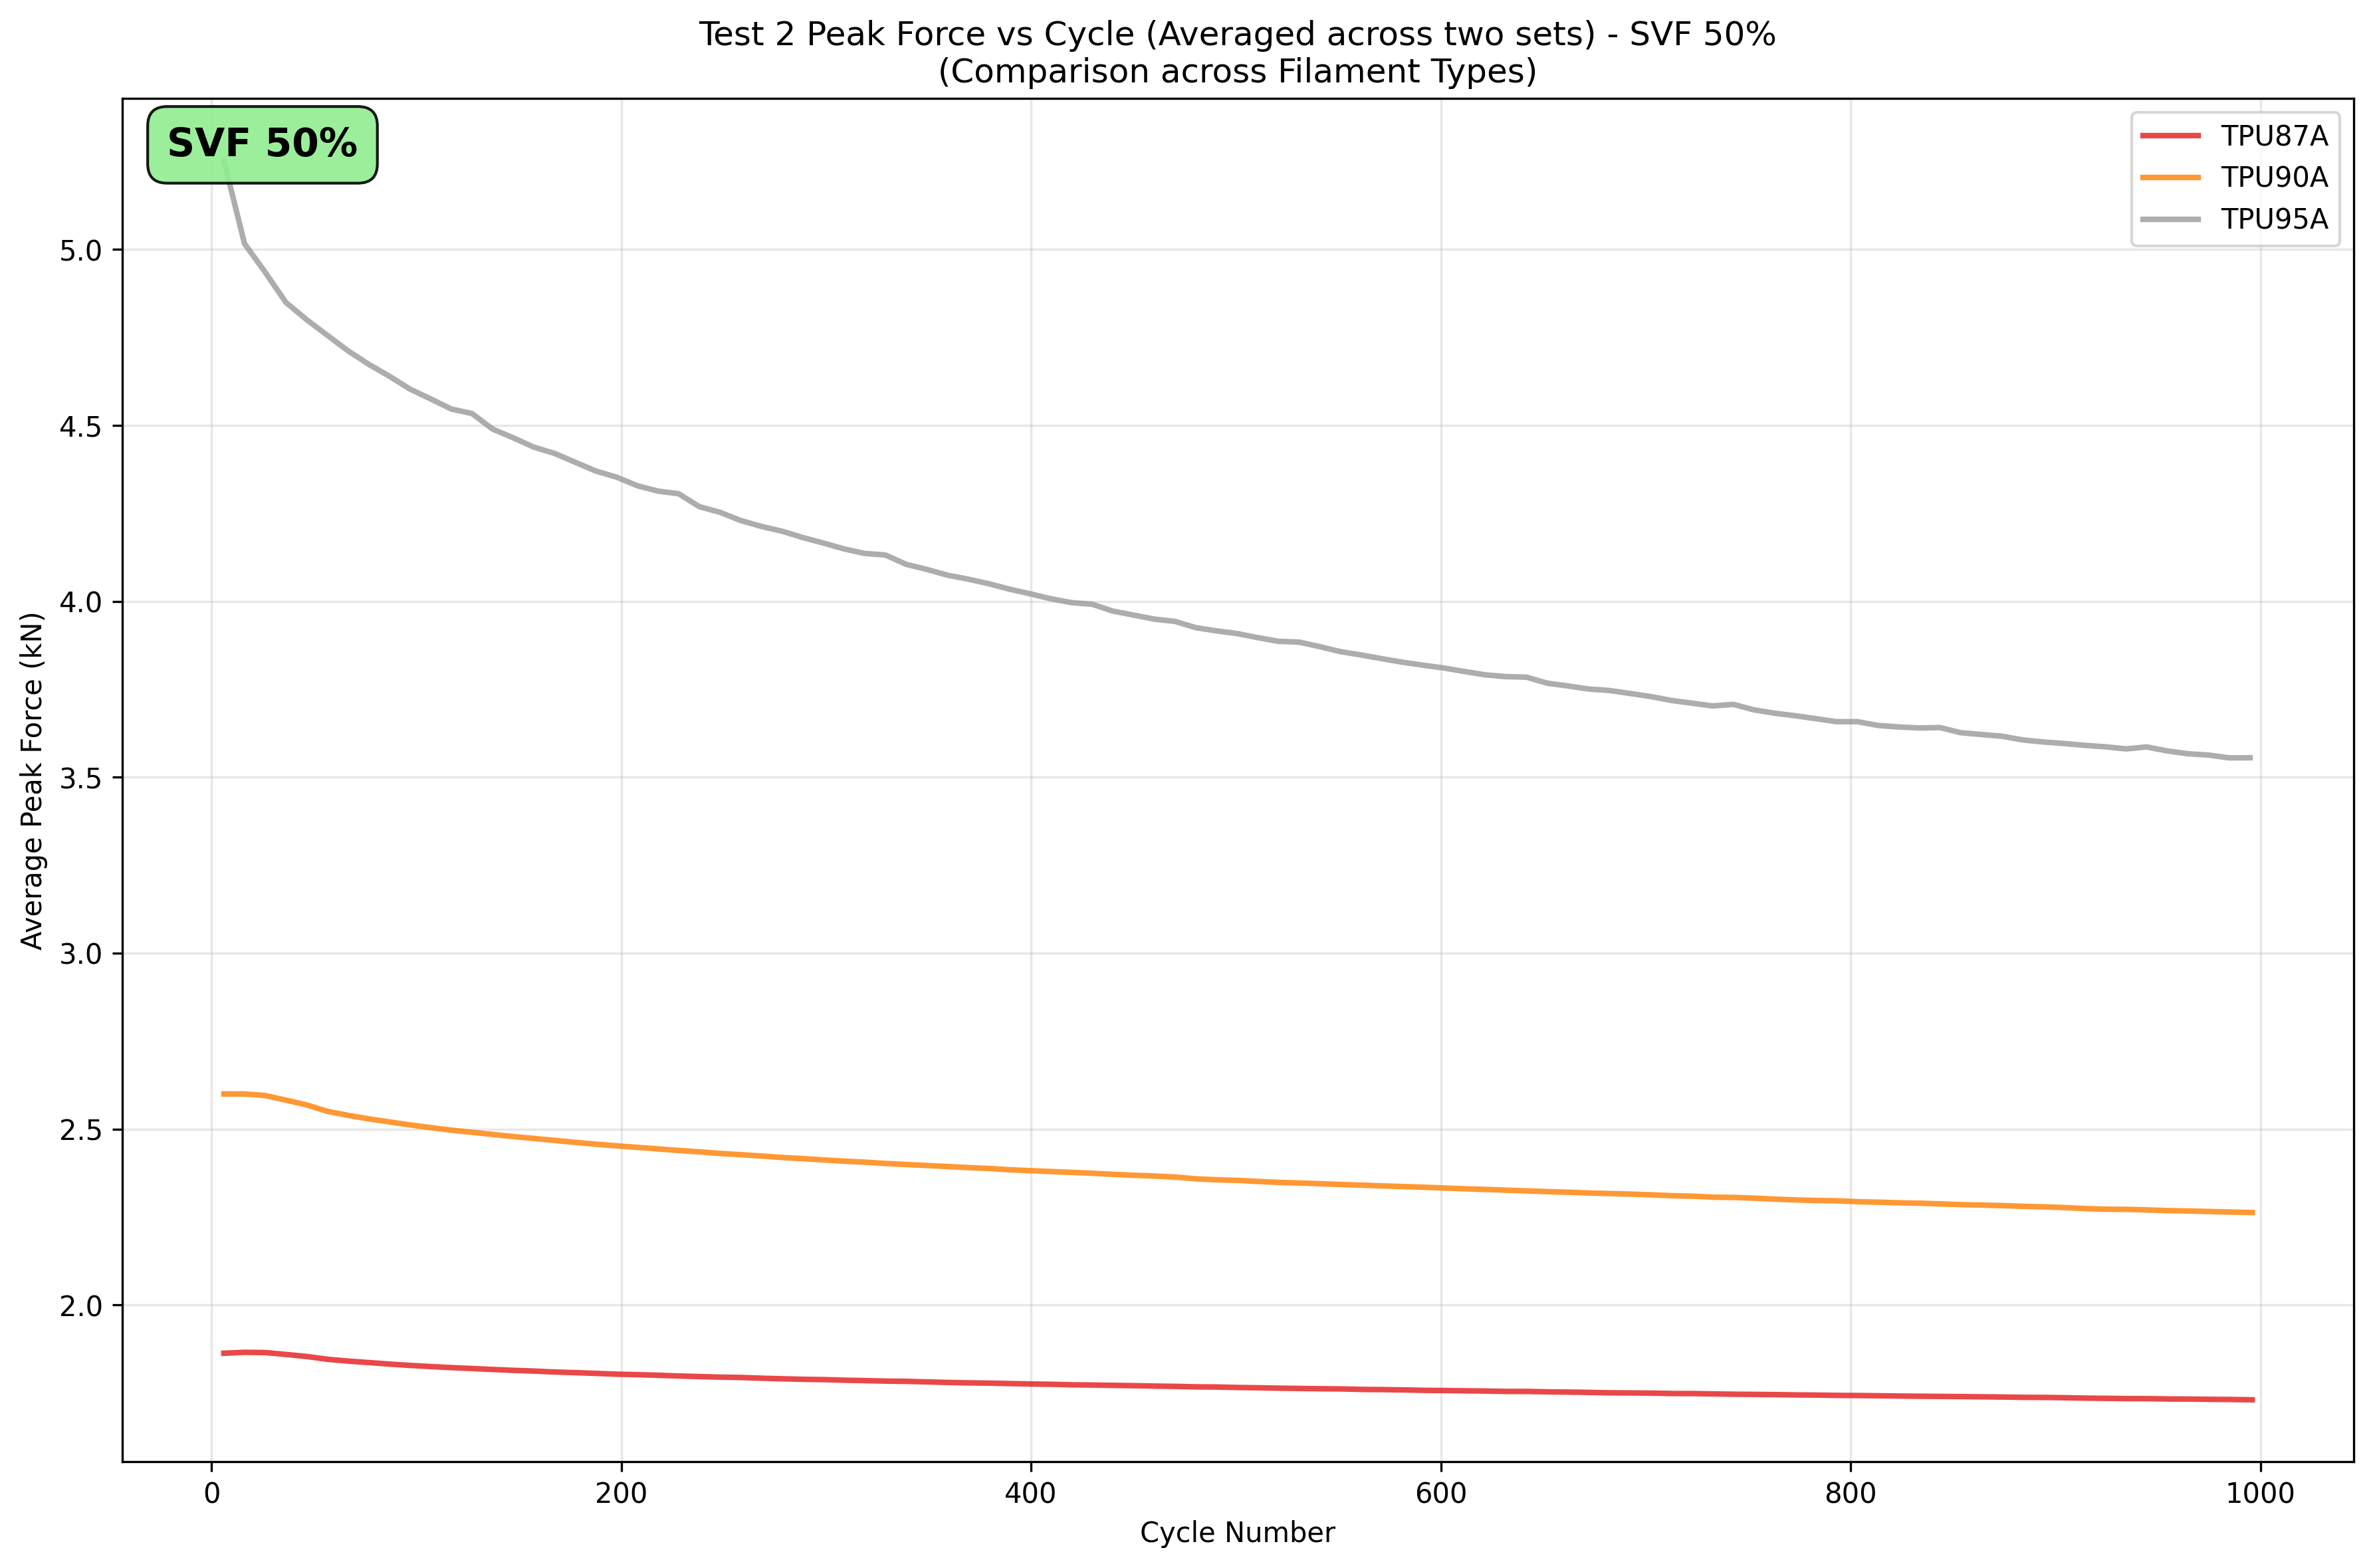 Test 2 Peak Force vs Cycle (Averaged across two sets) - SVF 50%
(Comparison across Filament Types)
SVF 50%
TPU87A
TPU90A
TPU95A
Average Peak Force (kN)
5.0
4.5
4.0
3.5
3.0
2.5
2.0
0
200
400
600
800
1000
Cycle Number